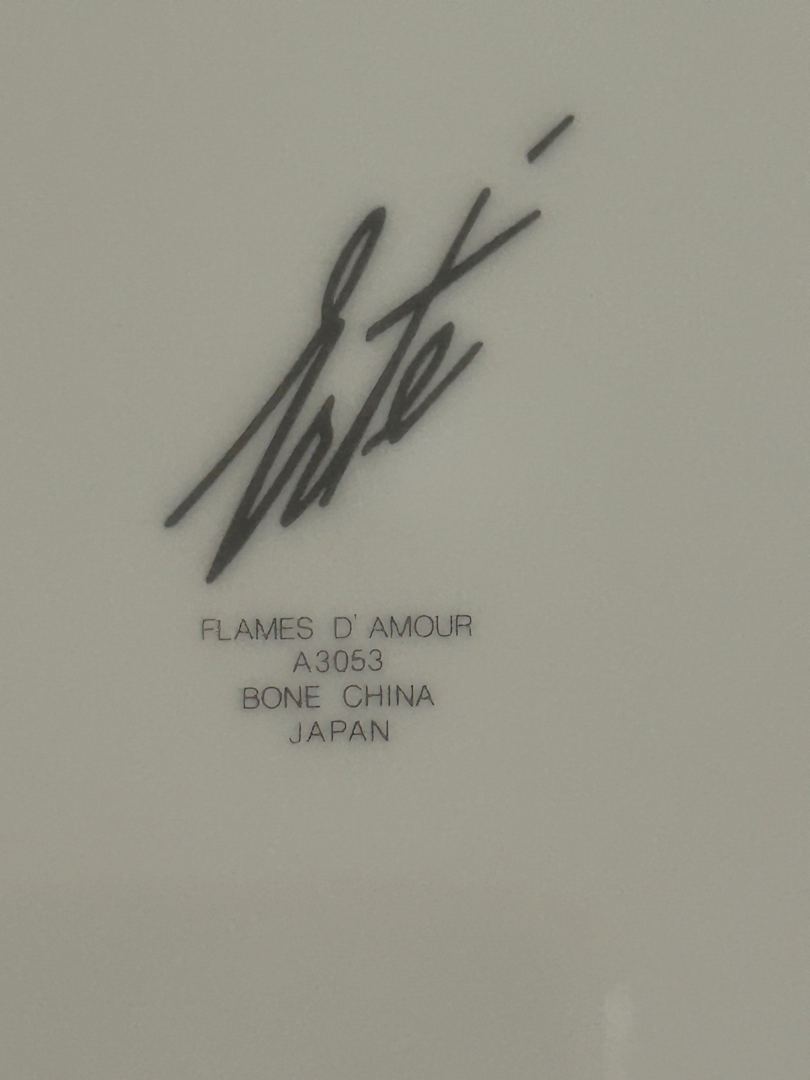 Erté
FLAMES D' AMOUR
A3053
BONE CHINA
JAPAN